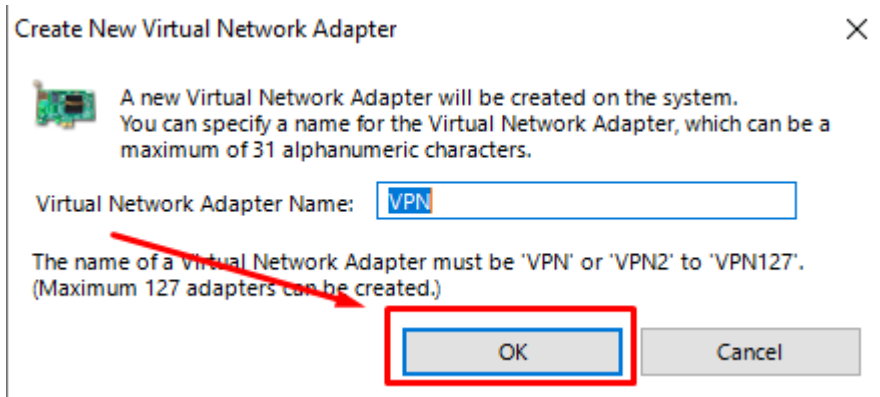 Create New Virtual Network Adapter
A new Virtual Network Adapter will be created on the system.
You can specify a name for the Virtual Network Adapter, which can be a
maximum of 31 alphanumeric characters.
Virtual Network Adapter Name: VPN
The name of a Virtual Network Adapter must be 'VPN' or 'VPN2' to 'VPN127'.
(Maximum 127 adapters can be created.)
OK Cancel